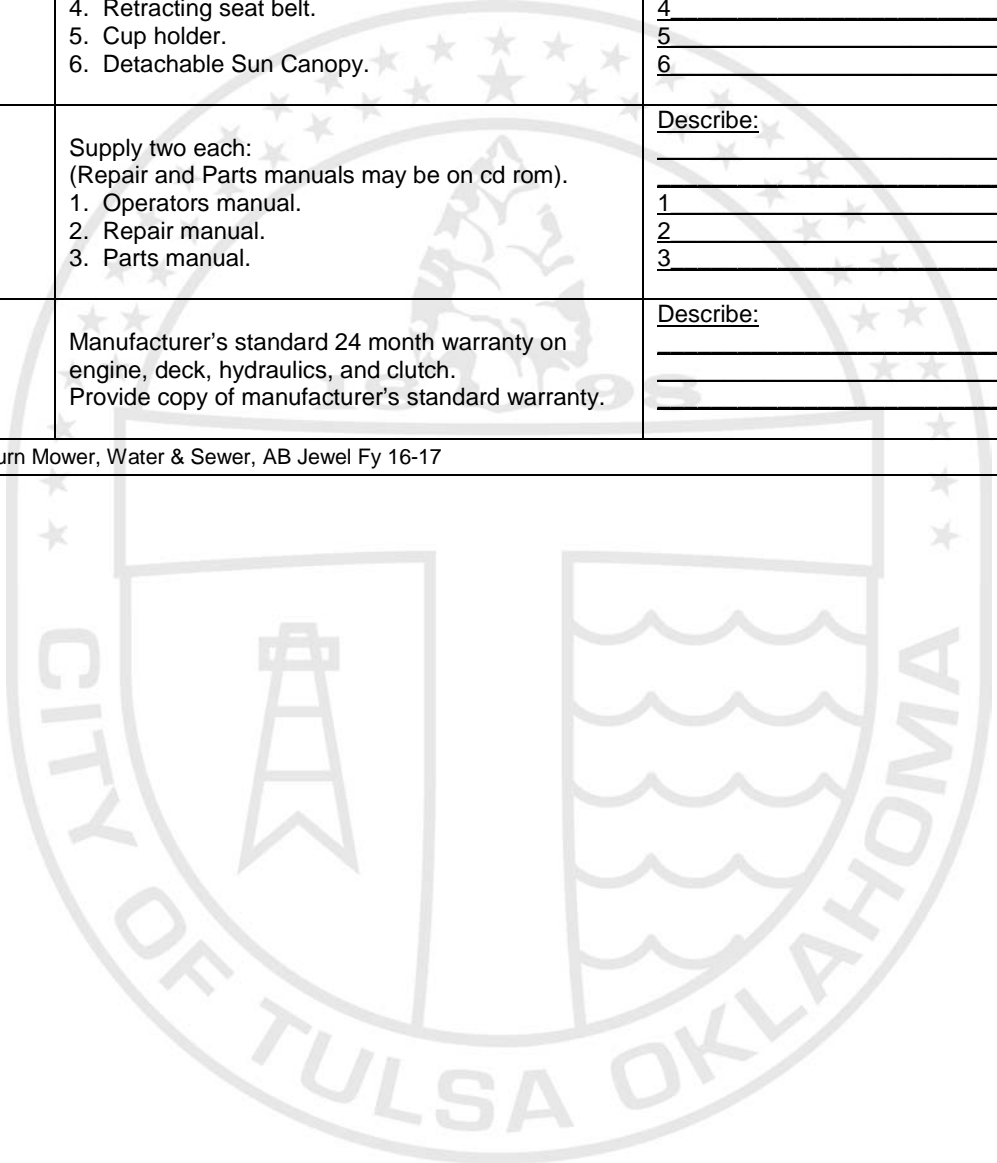 4. Retracting seat belt.
5. Cup holder.
6. Detachable Sun Canopy.
4
5
6
Supply two each:
(Repair and Parts manuals may be on cd rom).
1. Operators manual.
2. Repair manual.
3. Parts manual.
Describe:
1
2
3
Manufacturer’s standard 24 month warranty on
engine, deck, hydraulics, and clutch.
Provide copy of manufacturer’s standard warranty.
Describe:
urn Mower, Water & Sewer, AB Jewel Fy 16-17
1898
CITY OF TULSA OKLAHOMA